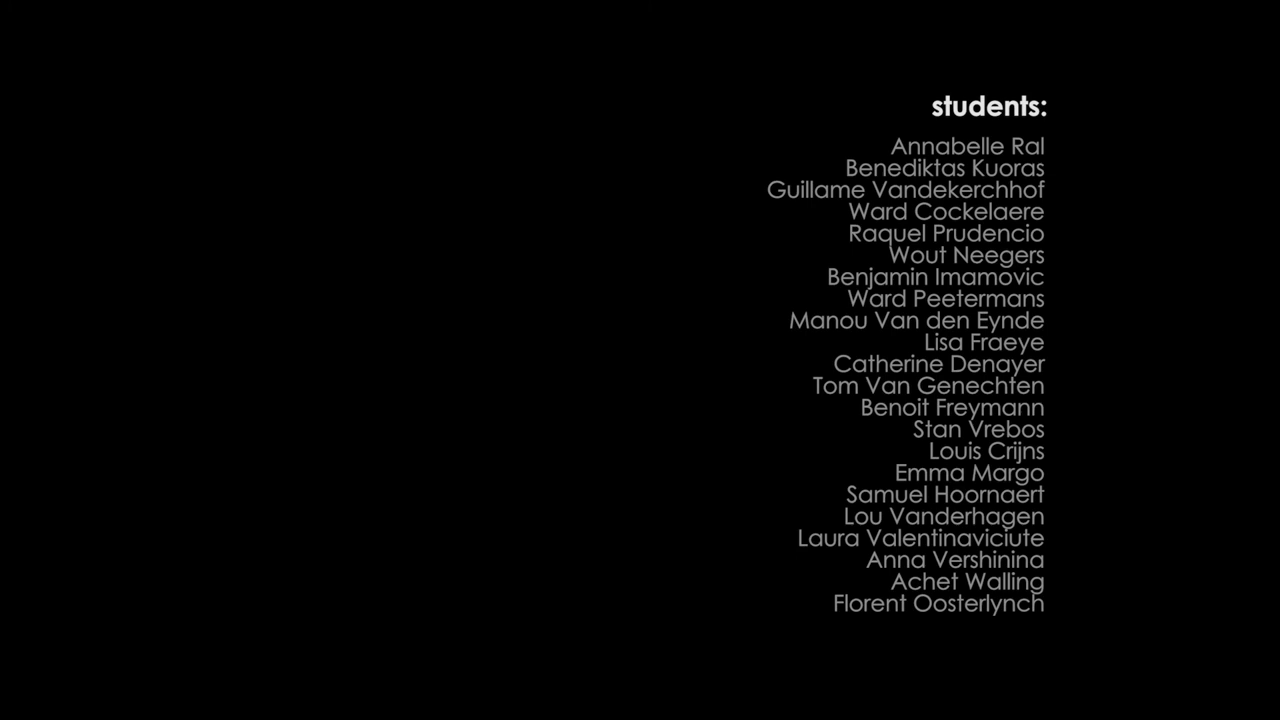 students:
Annabelle Ral
Benediktas Kuoras
Guillame Vandekerchhof
Ward Cockelaere
Raquel Prudencio
Wout Neegers
Benjamin Imamovic
Ward Peetermans
Manou Van den Eynde
Lisa Fraeye
Catherine Denayer
Tom Van Genechten
Benoit Freymann
Stan Vrebos
Louis Crijns
Emma Margo
Samuel Hoornaert
Lou Vanderhagen
Laura Valentinaviciute
Anna Vershinina
Achet Walling
Florent Oosterlynch